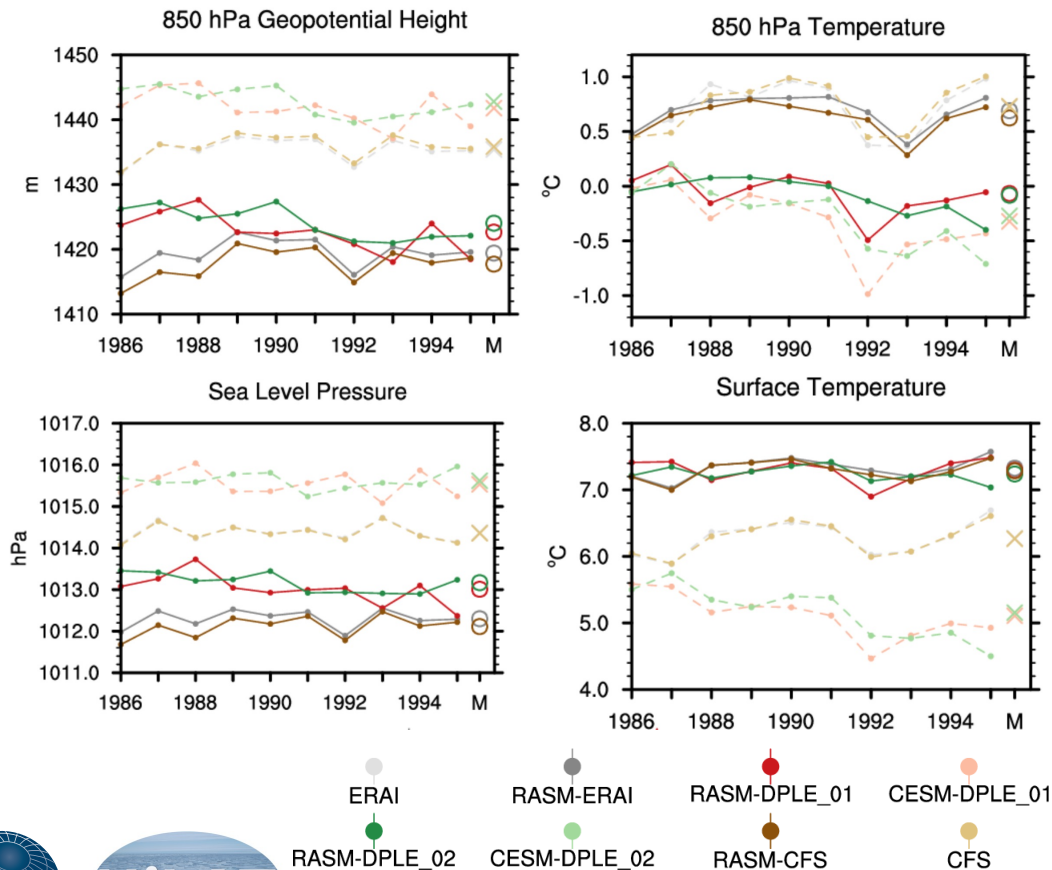 850 hPa Geopotential Height
1450
1440
1430
1420
1410
m
1986 1988 1990 1992 1994 M
850 hPa Temperature
1.0
0.5
0.0
-0.5
-1.0
ºC
1986 1988 1990 1992 1994 M
Sea Level Pressure
1017.0
1016.0
1015.0
1014.0
1013.0
1012.0
1011.0
hPa
1986 1988 1990 1992 1994 M
Surface Temperature
8.0
7.0
6.0
5.0
4.0
ºC
1986 1988 1990 1992 1994 M
ERAI RASM-ERAI RASM-DPLE_01 CESM-DPLE_01
RASM-DPLE_02 CESM-DPLE_02 RASM-CFS CFS